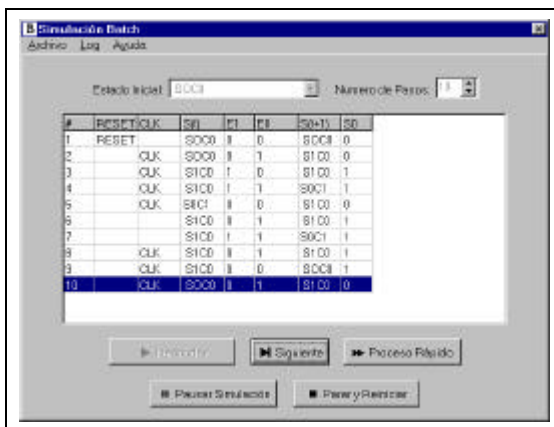 Simulación Batch
Archivo Log Ayuda
Estado Inicial: S0C0 Numero de Pasos: 10
# RESET CLK S(t) E1 E0 S(t+1) S0
1 RESET S0C0 0 0 S0C0 0
2 CLK S0C0 0 1 S1C0 0
3 CLK S1C0 1 0 S1C0 1
4 CLK S1C0 1 1 S0C1 1
5 CLK S0C1 0 0 S1C0 0
6 S1C0 0 1 S1C0 1
7 S1C0 1 1 S0C1 1
8 CLK S1C0 0 1 S1C0 1
9 CLK S1C0 0 0 S0C0 1
10 CLK S0C0 0 1 S1C0 0
Siguiente Proceso Rápido
Pausar Simulación Parar y Reiniciar